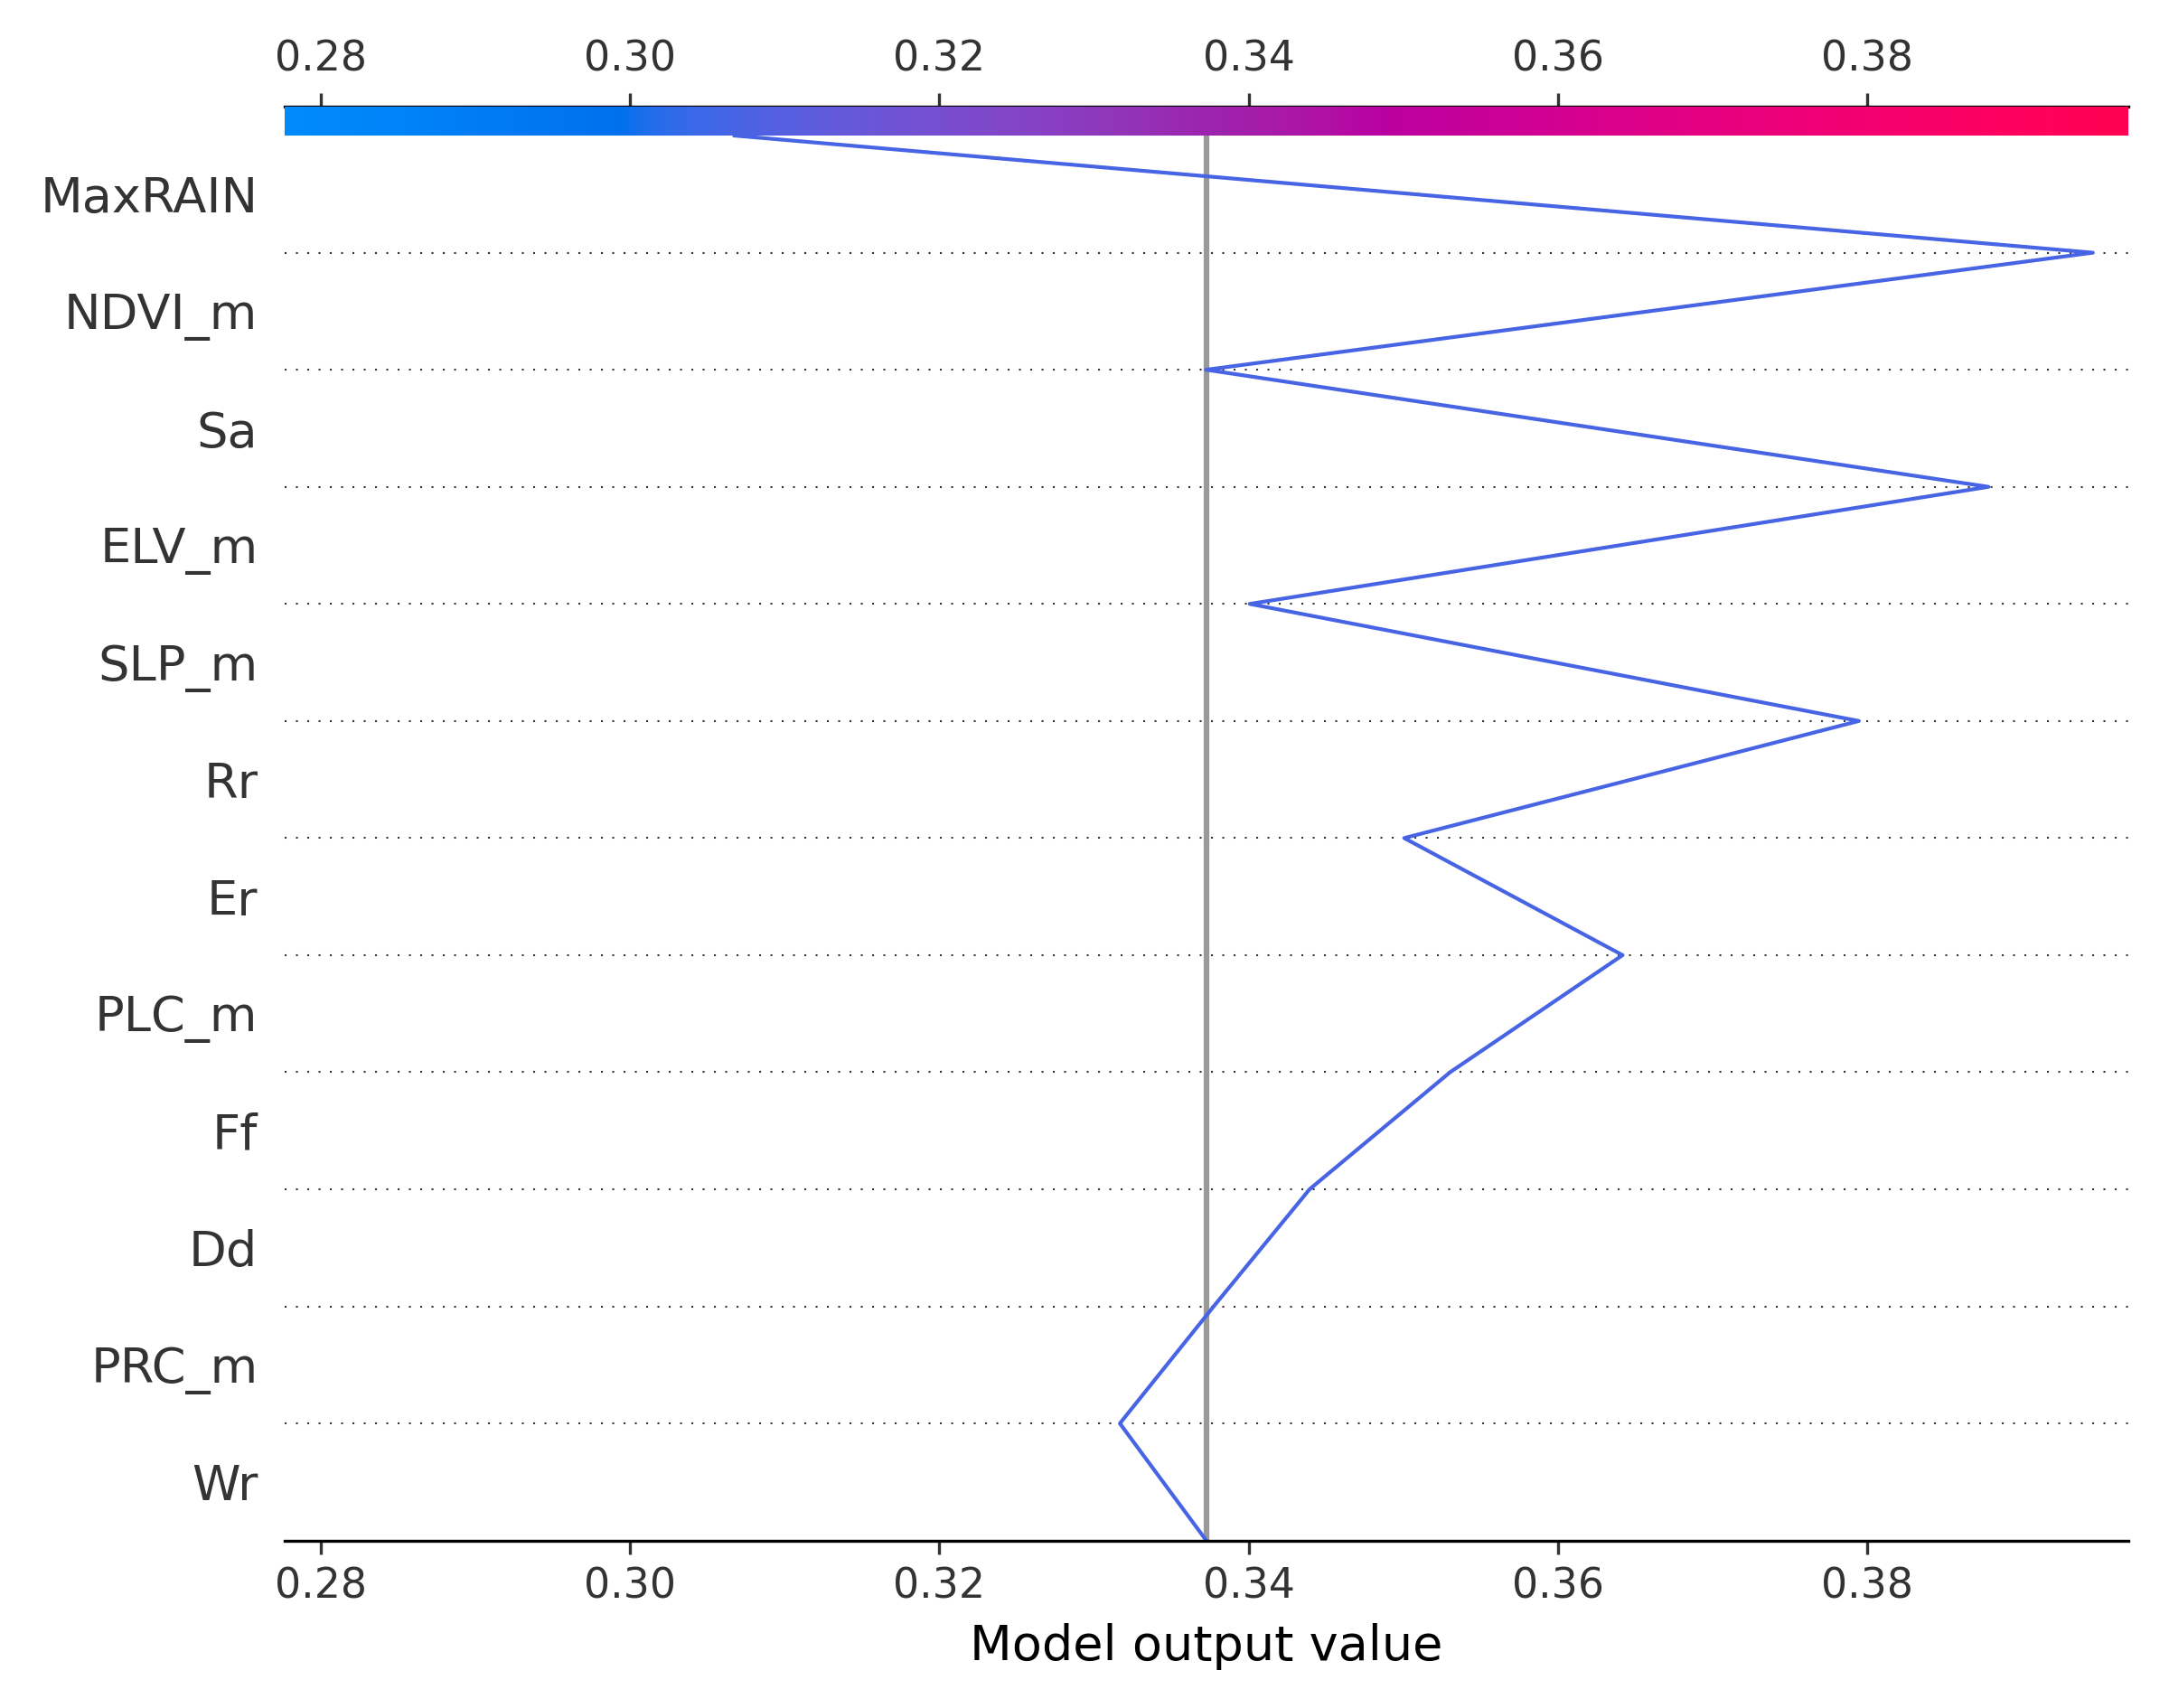 0.28 0.30 0.32 0.34 0.36 0.38
MaxRAIN
NDVI_m
Sa
ELV_m
SLP_m
Rr
Er
PLC_m
Ff
Dd
PRC_m
Wr
0.28 0.30 0.32 0.34 0.36 0.38
Model output value